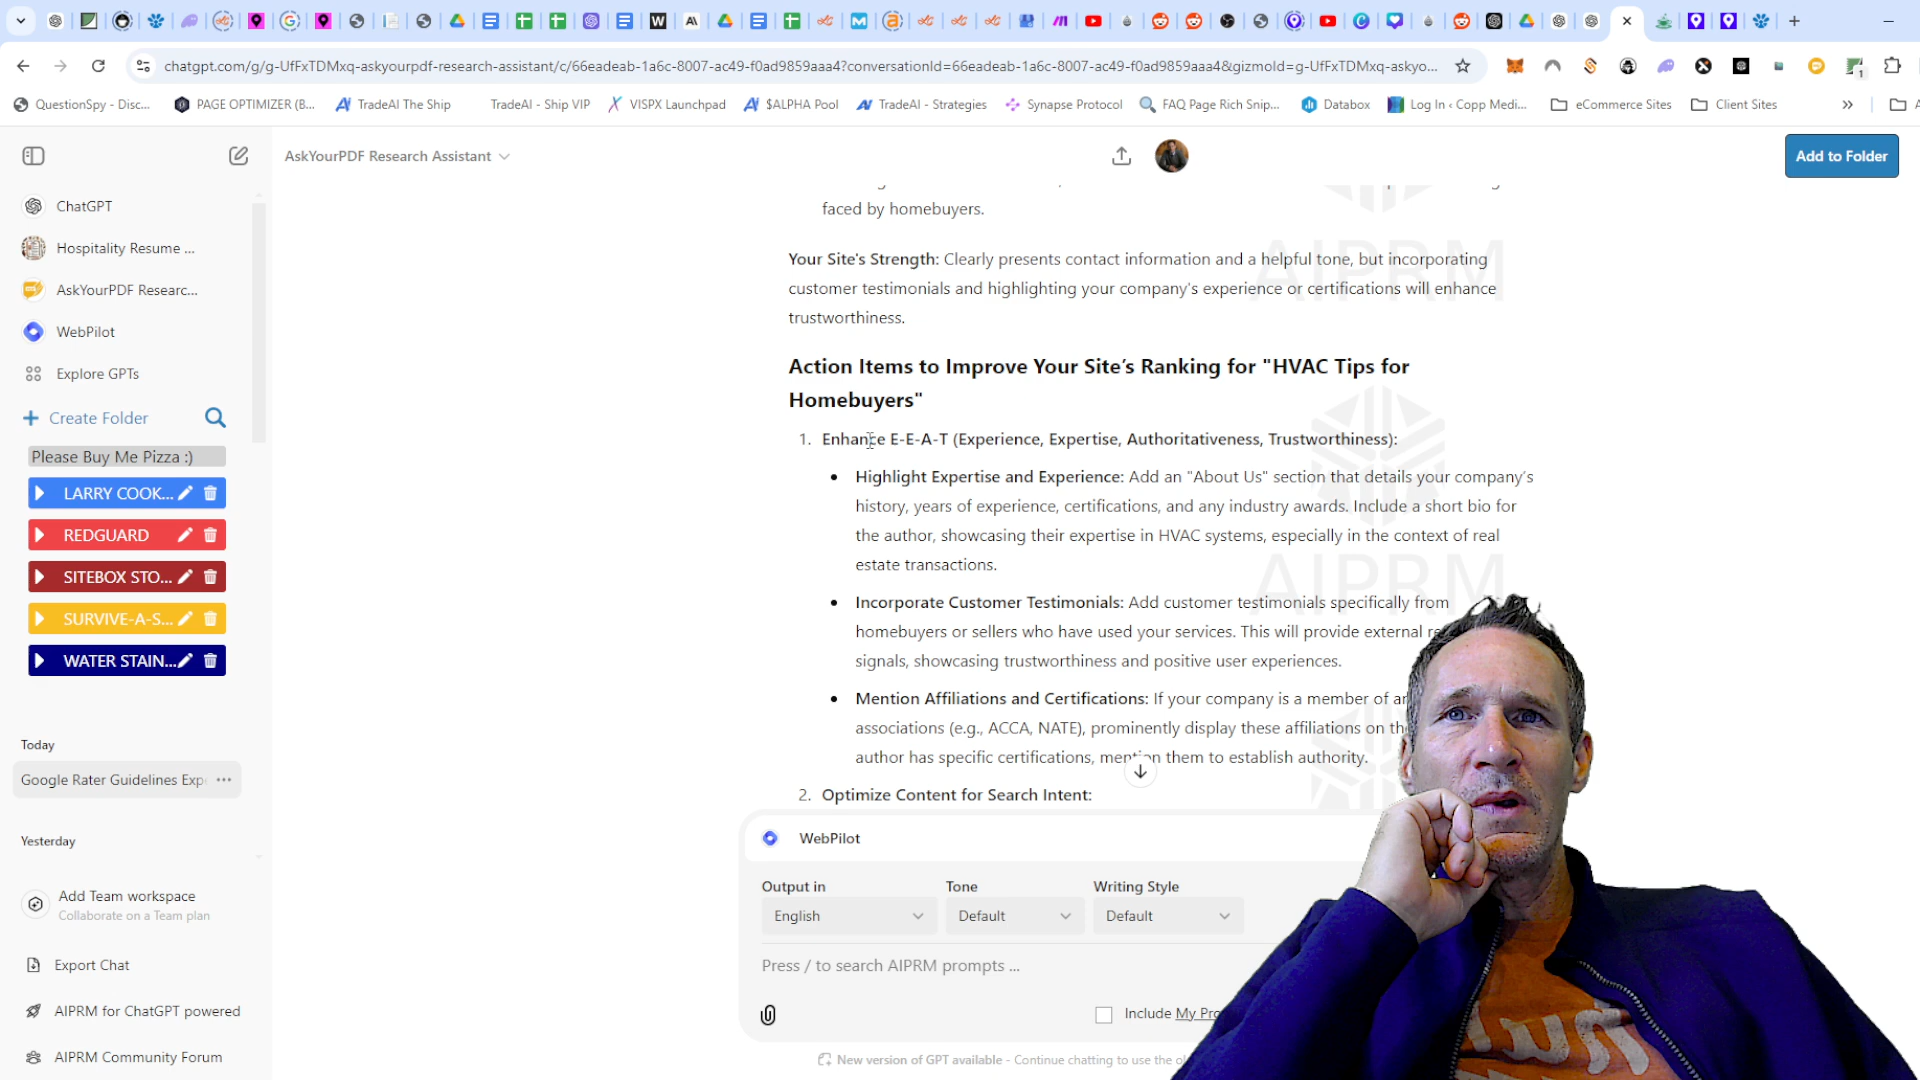 chatgpt.com/g/g-UfFxTDMxq-askyourpdf-research-assistant/c/66eadeab-1a6c-8007-ac49-f0ad9859aaa4?conversationId=66eadeab-1a6c-8007-ac49-f0ad9859aaa4&gizmoId=g-UfFxTDMxq-askyo...
QuestionSpy - Disc... PAGE OPTIMIZER (B... TradeAI The Ship TradeAI - Ship VIP VISPX Launchpad $ALPHA Pool TradeAI - Strategies Synapse Protocol FAQ Page Rich Snip... Databox Log In ‹ Copp Medi... eCommerce Sites Client Sites »
AskYourPDF Research Assistant
Add to Folder
ChatGPT
Hospitality Resume ...
AskYourPDF Researc...
WebPilot
Explore GPTs
Create Folder
Please Buy Me Pizza :)
LARRY COOK...
REDGUARD
SITEBOX STO...
SURVIVE-A-S...
WATER STAIN...
Today
Google Rater Guidelines Exp
Yesterday
Add Team workspace
Collaborate on a Team plan
Export Chat
AIPRM for ChatGPT powered
AIPRM Community Forum
faced by homebuyers.
Your Site's Strength: Clearly presents contact information and a helpful tone, but incorporating
customer testimonials and highlighting your company's experience or certifications will enhance
trustworthiness.
Action Items to Improve Your Site's Ranking for "HVAC Tips for
Homebuyers"
1. Enhance E-E-A-T (Experience, Expertise, Authoritativeness, Trustworthiness):
• Highlight Expertise and Experience: Add an "About Us" section that details your company's
history, years of experience, certifications, and any industry awards. Include a short bio for
the author, showcasing their expertise in HVAC systems, especially in the context of real
estate transactions.
• Incorporate Customer Testimonials: Add customer testimonials specifically from
homebuyers or sellers who have used your services. This will provide external
signals, showcasing trustworthiness and positive user experiences.
• Mention Affiliations and Certifications: If your company is a member of
associations (e.g., ACCA, NATE), prominently display these affiliations on
author has specific certifications, mention them to establish authority.
2. Optimize Content for Search Intent:
AIPRM
AIPRM
WebPilot
Output in Tone Writing Style
English Default Default
Press / to search AIPRM prompts ...
Include My
New version of GPT available - Continue chatting to use the